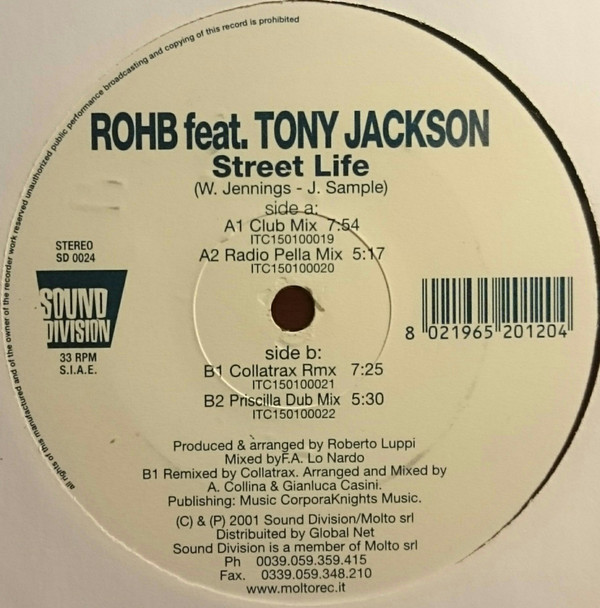 all rights of this manufactured and of the owner of the recorder work reserved unauthorized public performance broadcasting and copying of this record is prohibited
ROHB feat. TONY JACKSON
Street Life
(W. Jennings - J. Sample)
side a:
A1 Club Mix 7:54
ITC150100019
A2 Radio Pella Mix 5:17
ITC150100020
STEREO
SD 0024
SOUND
DIVISION
33 RPM
S.I.A.E.
8 021965 201204
side b:
B1 Collatrax Rmx 7:25
ITC150100021
B2 Priscilla Dub Mix 5:30
ITC150100022
Produced & arranged by Roberto Luppi
Mixed byF.A. Lo Nardo
B1 Remixed by Collatrax. Arranged and Mixed by
A. Collina & Gianluca Casini.
Publishing: Music CorporaKnights Music.
(C) & (P) 2001 Sound Division/Molto srl
Distribuited by Global Net
Sound Division is a member of Molto srl
Ph 0039.059.359.415
Fax. 0339.059.348.210
www.moltorec.it